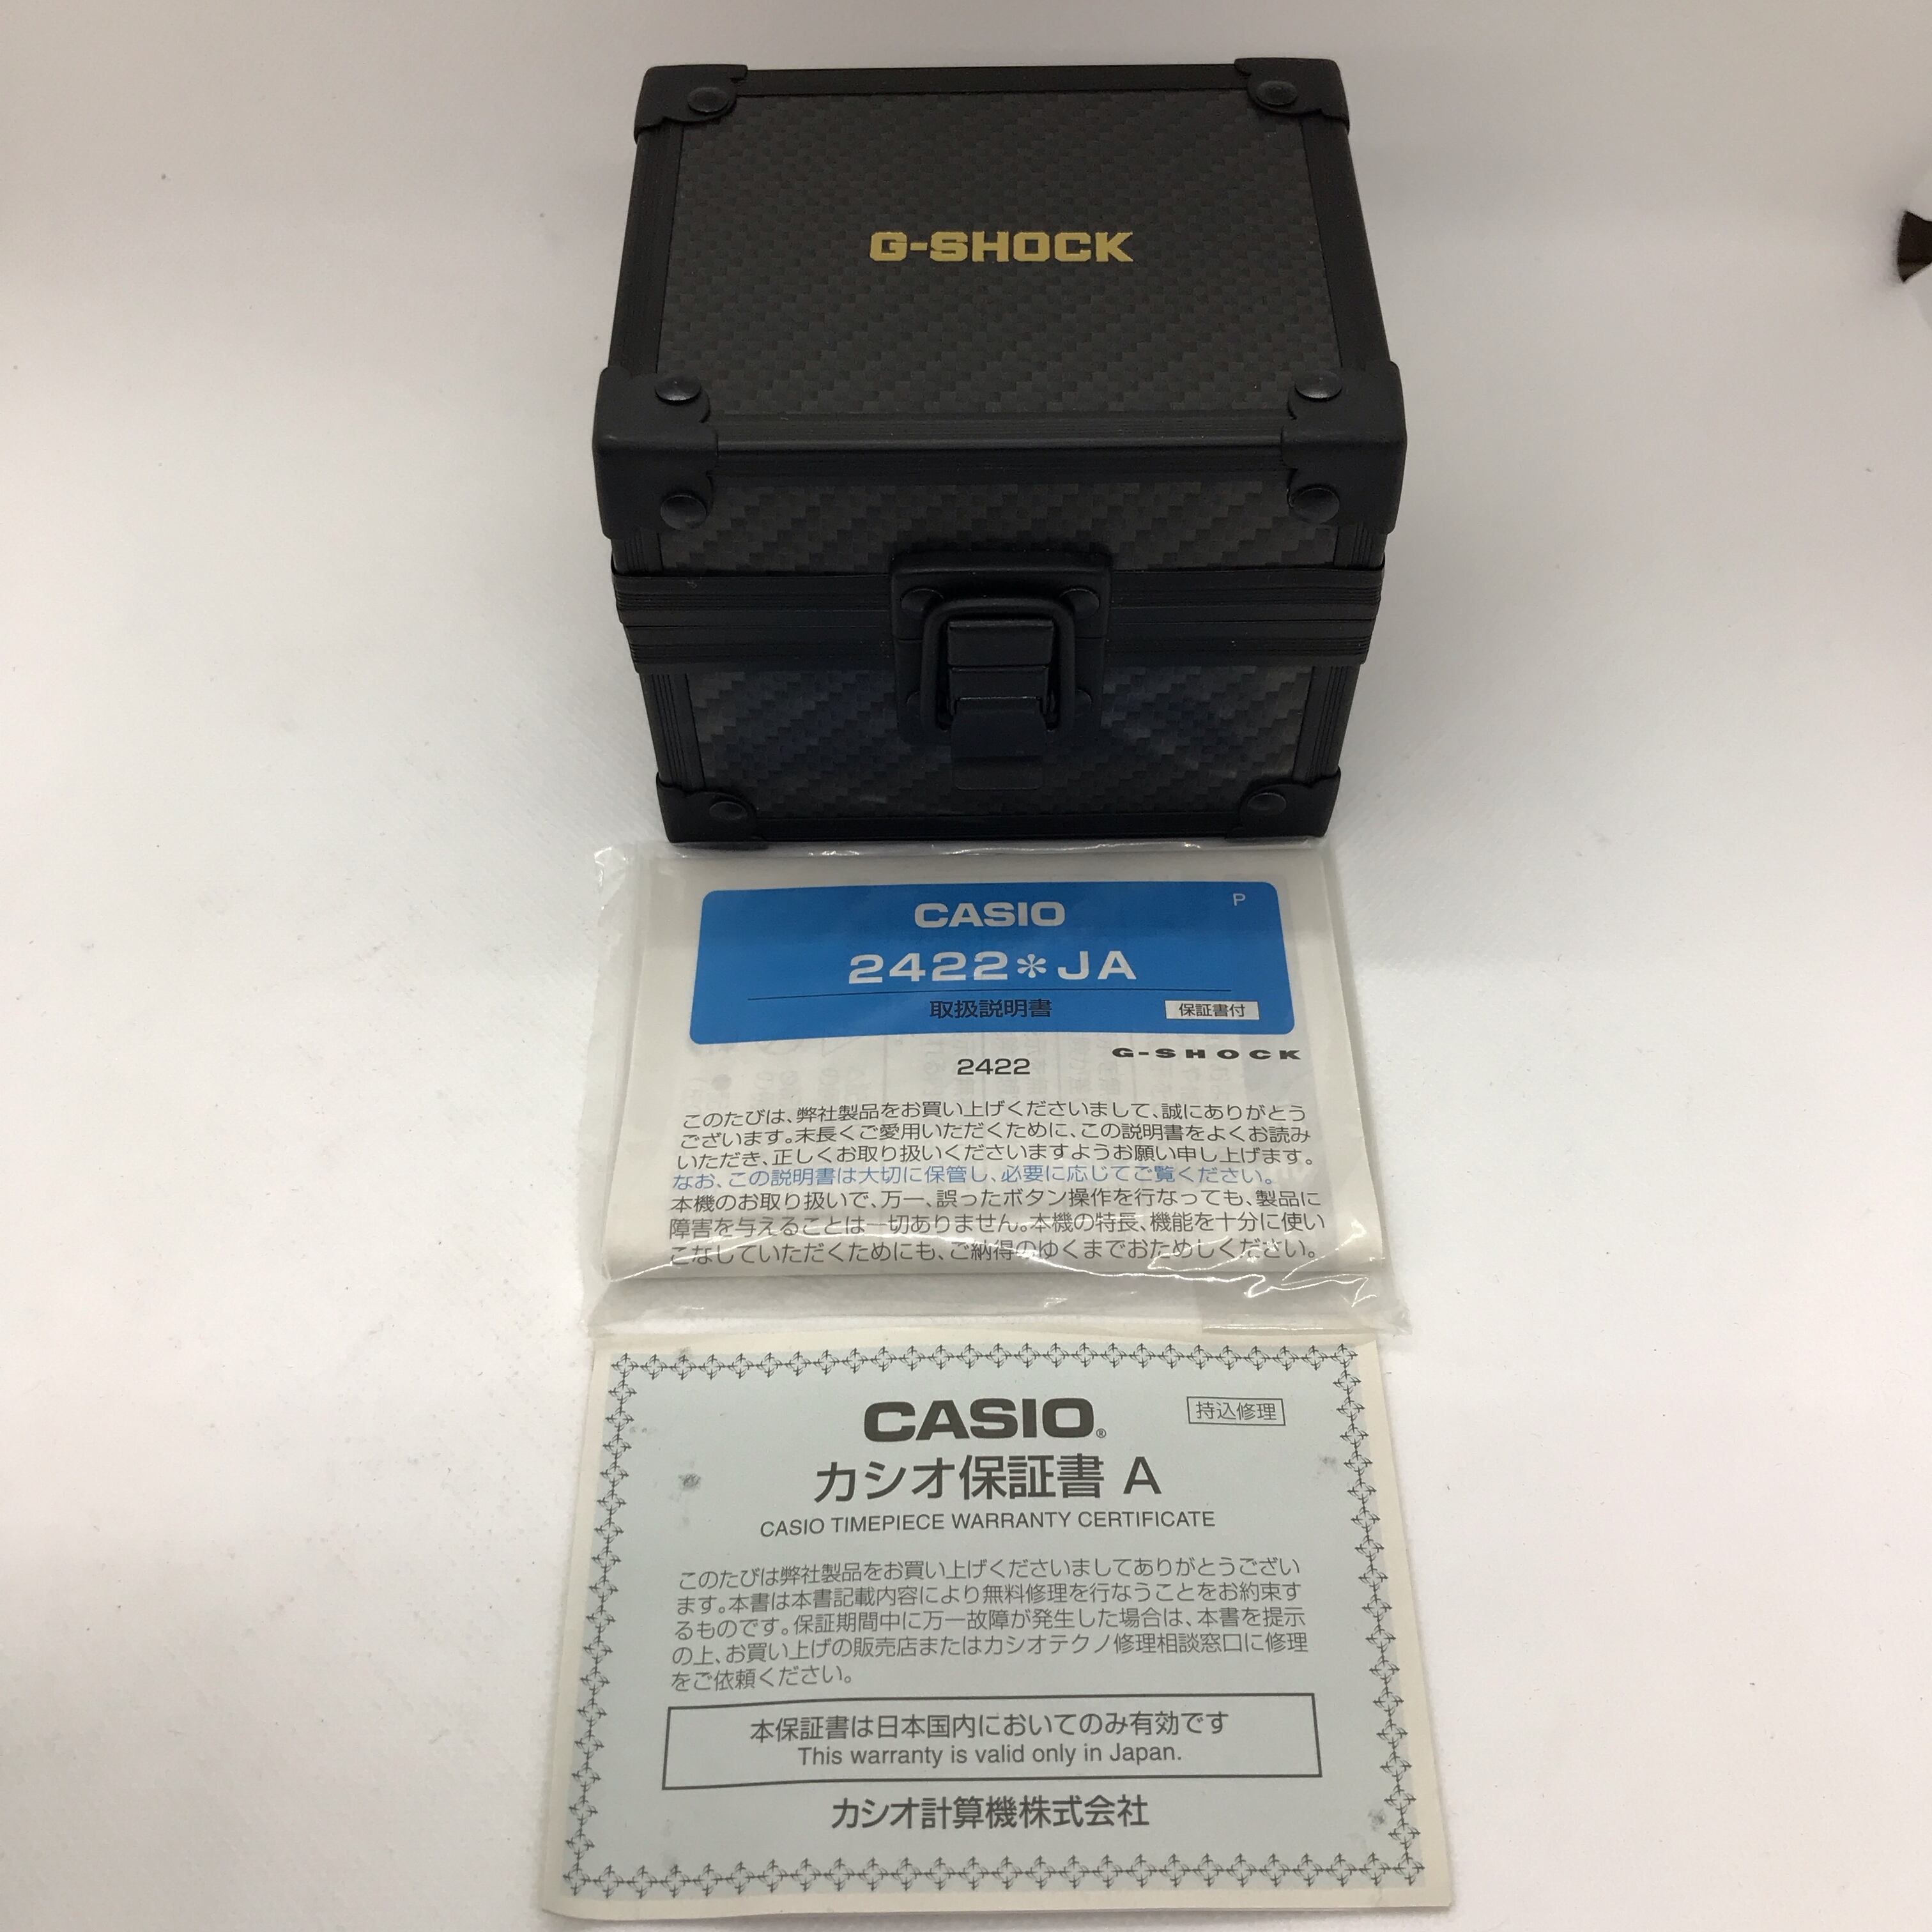 G-SHOCK
CASIO
P
2422*JA
取扱説明書
保証書付
G-SHOCK
2422
このたびは、弊社製品をお買い上げくださいまして、誠にありがとう
ございます。末長くご愛用いただくために、この説明書をよくお読み
いただき、正しくお取り扱いくださいますようお願い申し上げます。
なお、この説明書は大切に保管し、必要に応じてご覧ください。
本機のお取り扱いで、万一、誤ったボタン操作を行なっても、製品に
障害を与えることは一切ありません。本機の特長、機能を十分に使い
こなしていただくためにも、ご納得のゆくまでおためしください。
CASIO®
持込修理
カシオ保証書 A
CASIO TIMEPIECE WARRANTY CERTIFICATE
このたびは弊社製品をお買い上げくださいましてありがとうござい
ます。本書は本書記載内容により無料修理を行なうことをお約束す
るものです。保証期間中に万一故障が発生した場合は、本書を提示
の上、お買い上げの販売店またはカシオテクノ修理相談窓口に修理
をご依頼ください。
本保証書は日本国内においてのみ有効です
This warranty is valid only in Japan.
カシオ計算機株式会社